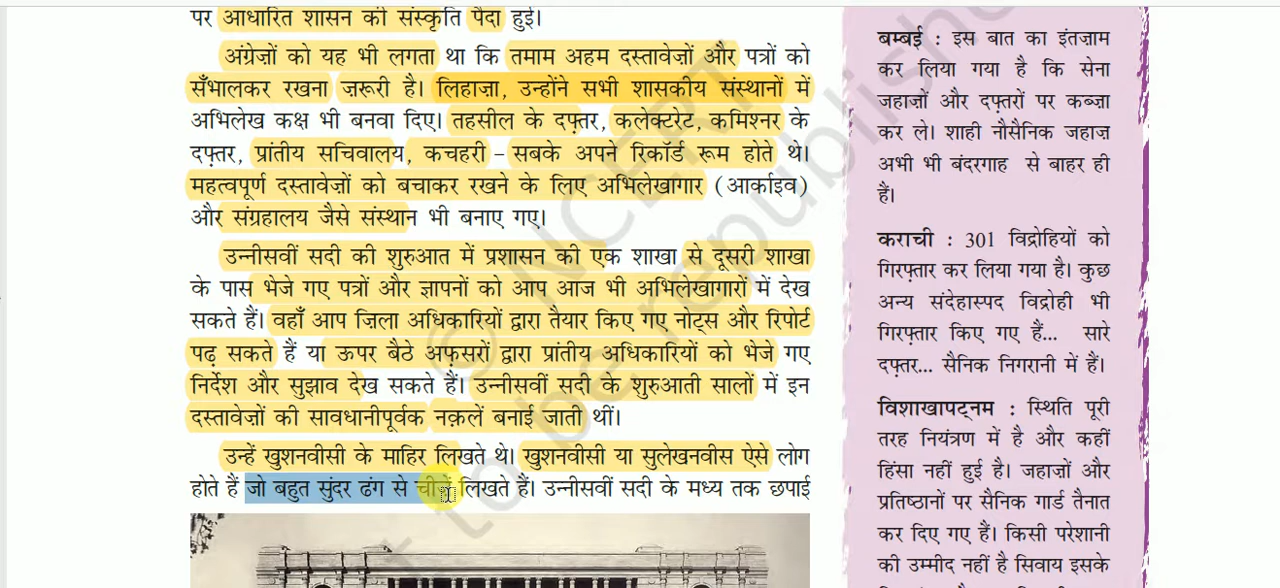 पर आधारित शासन की संस्कृति पैदा हुई।
अंग्रेज़ों को यह भी लगता था कि तमाम अहम दस्तावेज़ों और पत्रों को
सँभालकर रखना ज़रूरी है। लिहाज़ा, उन्होंने सभी शासकीय संस्थानों में
अभिलेख कक्ष भी बनवा दिए। तहसील के दफ़्तर, कलेक्टरेट, कमिश्नर के
दफ़्तर, प्रांतीय सचिवालय, कचहरी – सबके अपने रिकॉर्ड रूम होते थे।
महत्वपूर्ण दस्तावेज़ों को बचाकर रखने के लिए अभिलेखागार (आर्काइव)
और संग्रहालय जैसे संस्थान भी बनाए गए।
उन्नीसवीं सदी की शुरुआत में प्रशासन की एक शाखा से दूसरी शाखा
के पास भेजे गए पत्रों और ज्ञापनों को आप आज भी अभिलेखागारों में देख
सकते हैं। वहाँ आप ज़िला अधिकारियों द्वारा तैयार किए गए नोट्स और रिपोर्ट
पढ़ सकते हैं या ऊपर बैठे अफ़सरों द्वारा प्रांतीय अधिकारियों को भेजे गए
निर्देश और सुझाव देख सकते हैं। उन्नीसवीं सदी के शुरुआती सालों में इन
दस्तावेज़ों की सावधानीपूर्वक नक़लें बनाई जाती थीं।
उन्हें खुशनवीसी के माहिर लिखते थे। खुशनवीसी या सुलेखनवीस ऐसे लोग
होते हैं जो बहुत सुंदर ढंग से चीज़ें लिखते हैं। उन्नीसवीं सदी के मध्य तक छपाई
बम्बई : इस बात का इंतज़ाम
कर लिया गया है कि सेना
जहाज़ों और दफ़्तरों पर कब्ज़ा
कर ले। शाही नौसैनिक जहाज़
अभी भी बंदरगाह से बाहर ही
हैं।
कराची : 301 विद्रोहियों को
गिरफ़्तार कर लिया गया है। कुछ
अन्य संदेहास्पद विद्रोही भी
गिरफ़्तार किए गए हैं... सारे
दफ़्तर... सैनिक निगरानी में हैं।
विशाखापट्नम : स्थिति पूरी
तरह नियंत्रण में है और कहीं
हिंसा नहीं हुई है। जहाज़ों और
प्रतिष्ठानों पर सैनिक गार्ड तैनात
कर दिए गए हैं। किसी परेशानी
की उम्मीद नहीं है सिवाय इसके
© NCERT
not to be republished